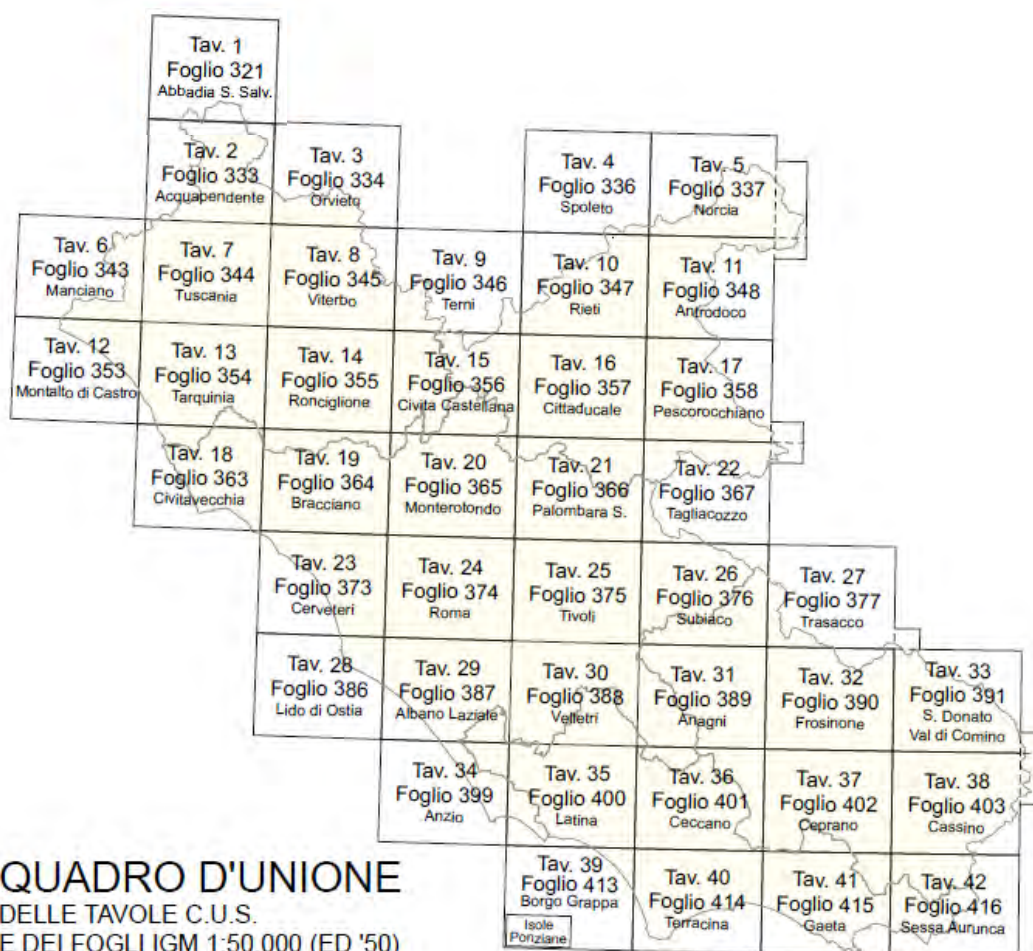 Tav. 1
Foglio 321
Abbadia S. Salv.
Tav. 2
Foglio 333
Acquapendente
Tav. 3
Foglio 334
Orvieto
Tav. 4
Foglio 336
Spoleto
Tav. 5
Foglio 337
Norcia
Tav. 6
Foglio 343
Manciano
Tav. 7
Foglio 344
Tuscania
Tav. 8
Foglio 345
Viterbo
Tav. 9
Foglio 346
Terni
Tav. 10
Foglio 347
Rieti
Tav. 11
Foglio 348
Antrodoco
Tav. 12
Foglio 353
Montalto di Castro
Tav. 13
Foglio 354
Tarquinia
Tav. 14
Foglio 355
Ronciglione
Tav. 15
Foglio 356
Civita Castellana
Tav. 16
Foglio 357
Cittaducale
Tav. 17
Foglio 358
Pescorocchiano
Tav. 18
Foglio 363
Civitavecchia
Tav. 19
Foglio 364
Bracciano
Tav. 20
Foglio 365
Monterotondo
Tav. 21
Foglio 366
Palombara S.
Tav. 22
Foglio 367
Tagliacozzo
Tav. 23
Foglio 373
Cerveteri
Tav. 24
Foglio 374
Roma
Tav. 25
Foglio 375
Tivoli
Tav. 26
Foglio 376
Subiaco
Tav. 27
Foglio 377
Trasacco
Tav. 28
Foglio 386
Lido di Ostia
Tav. 29
Foglio 387
Albano Laziale
Tav. 30
Foglio 388
Velletri
Tav. 31
Foglio 389
Anagni
Tav. 32
Foglio 390
Frosinone
Tav. 33
Foglio 391
S. Donato
Val di Comino
Tav. 34
Foglio 399
Anzio
Tav. 35
Foglio 400
Latina
Tav. 36
Foglio 401
Ceccano
Tav. 37
Foglio 402
Ceprano
Tav. 38
Foglio 403
Cassino
Tav. 39
Foglio 413
Borgo Grappa
Isole
Ponziane
Tav. 40
Foglio 414
Terracina
Tav. 41
Foglio 415
Gaeta
Tav. 42
Foglio 416
Sessa Aurunca
QUADRO D'UNIONE
DELLE TAVOLE C.U.S.
E DEI FOGLI IGM 1:50 000 (ED '50)